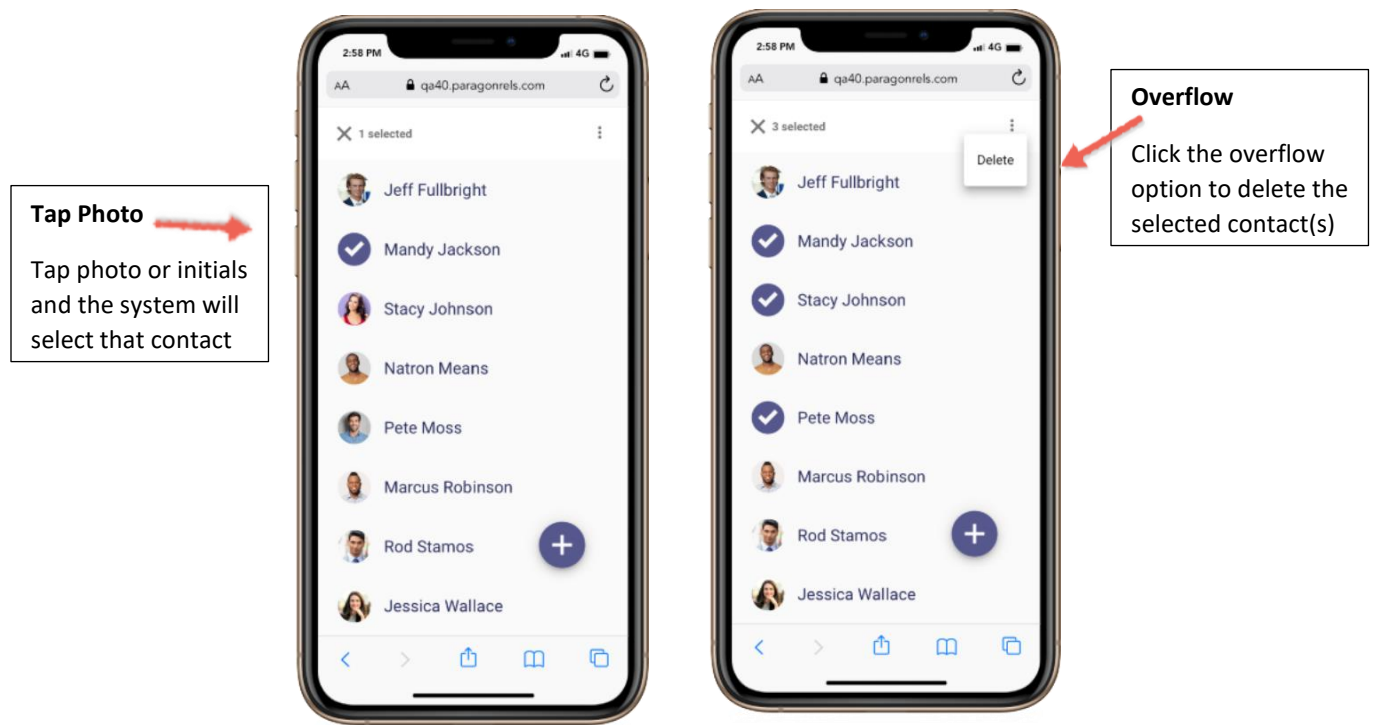 Tap Photo
Tap photo or initials
and the system will
select that contact
2:58 PM
4G
AA
qa40.paragonrels.com
1 selected
Jeff Fullbright
Mandy Jackson
Stacy Johnson
Natron Means
Pete Moss
Marcus Robinson
Rod Stamos
+
Jessica Wallace
2:58 PM
4G
AA
qa40.paragonrels.com
3 selected
Delete
Jeff Fullbright
Mandy Jackson
Stacy Johnson
Natron Means
Pete Moss
Marcus Robinson
Rod Stamos
+
Jessica Wallace
Overflow
Click the overflow
option to delete the
selected contact(s)